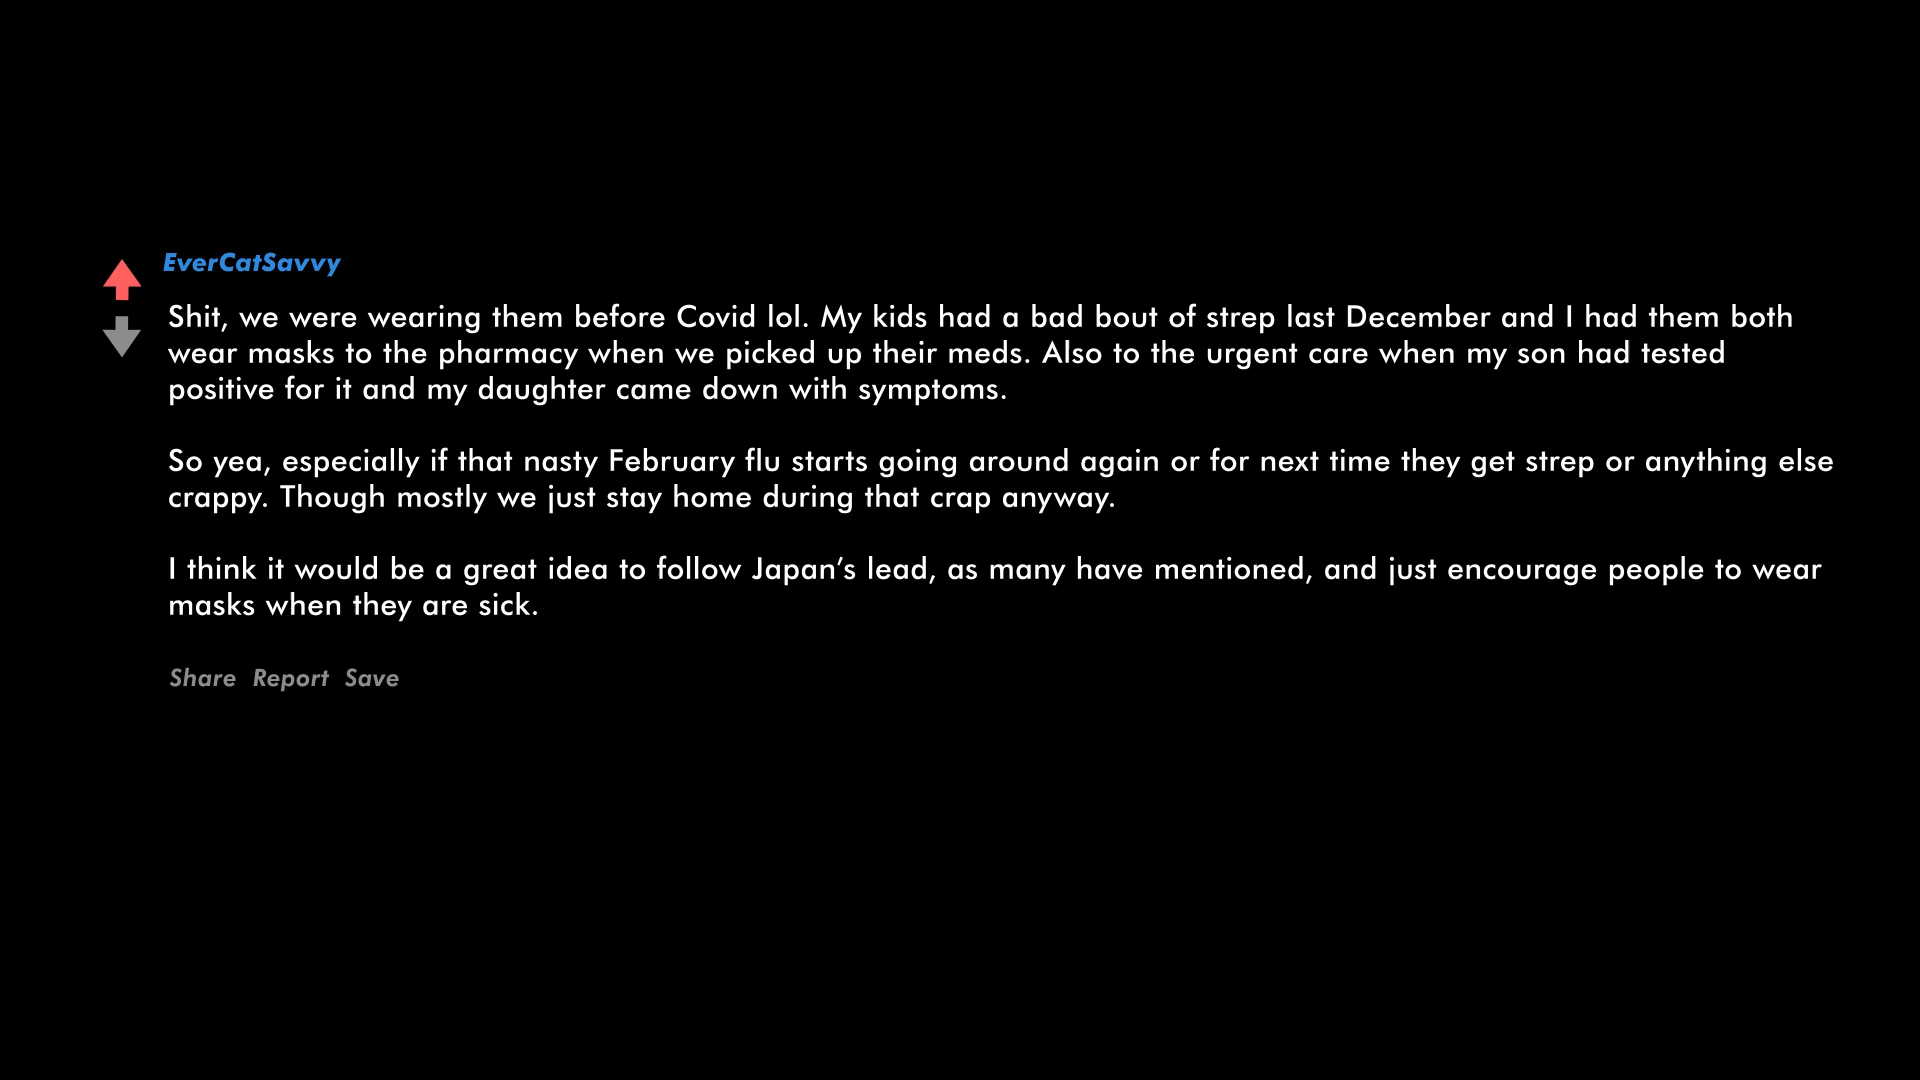 EverCatSavvy
Shit, we were wearing them before Covid lol. My kids had a bad bout of strep last December and I had them both
wear masks to the pharmacy when we picked up their meds. Also to the urgent care when my son had tested
positive for it and my daughter came down with symptoms.
So yea, especially if that nasty February flu starts going around again or for next time they get strep or anything else
crappy. Though mostly we just stay home during that crap anyway.
I think it would be a great idea to follow Japan’s lead, as many have mentioned, and just encourage people to wear
masks when they are sick.
Share Report Save